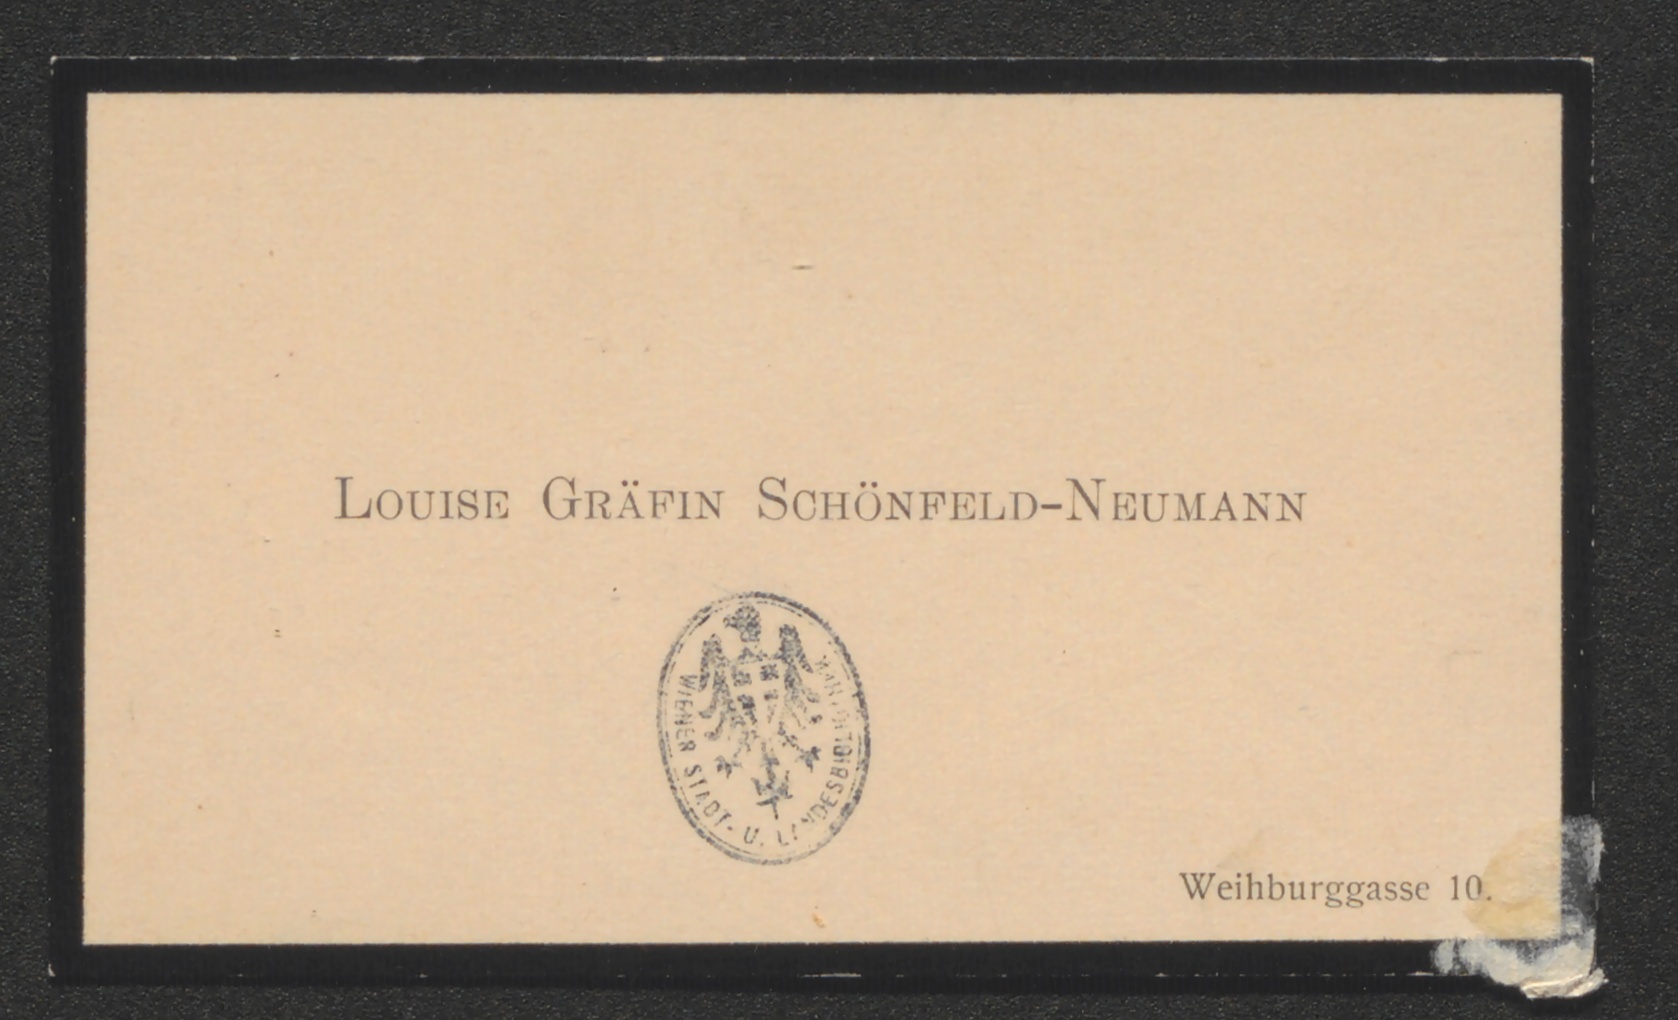 Louise Gräfin Schönfeld-Neumann
WIENER STADT- U. LANDESBIBLIOTHEK
Weihburggasse 10.